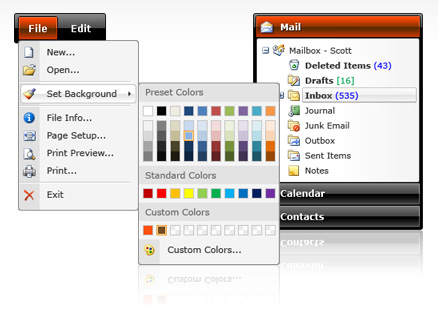 File Edit
New...
Open...
Set Background
File Info...
Page Setup...
Print Preview...
Print...
Exit
Preset Colors
Standard Colors
Custom Colors
Custom Colors...
Mail
Mailbox - Scott
Deleted Items (43)
Drafts [16]
Inbox (535)
Journal
Junk Email
Outbox
Sent Items
Notes
Calendar
Contacts